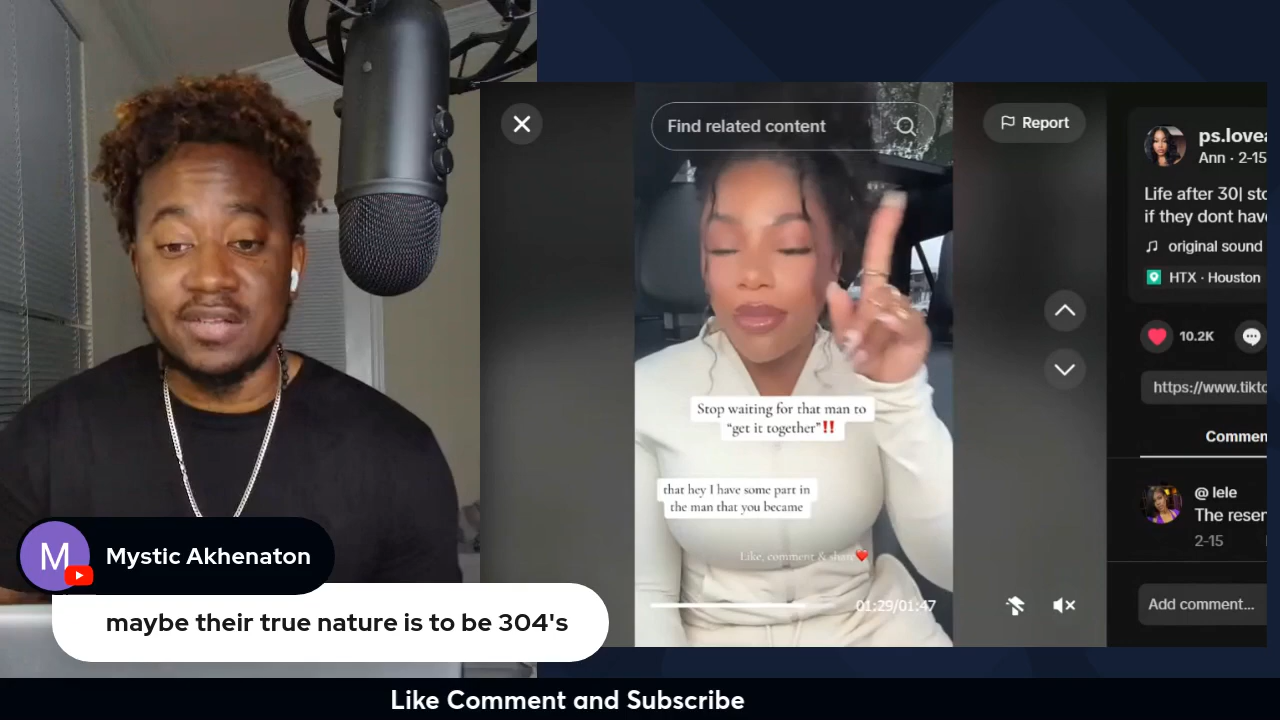 Find related content
Report
ps.lovea
Ann · 2-15
Life after 30| sto
if they dont have
original sound
HTX · Houston
10.2K
https://www.tikto
Commen
@ lele
The reser
2-15
Add comment...
Stop waiting for that man to
“get it together”‼️
that hey I have some part in
the man that you became
Like, comment & share❤️
01:29/01:47
M
Mystic Akhenaton
maybe their true nature is to be 304's
Like Comment and Subscribe